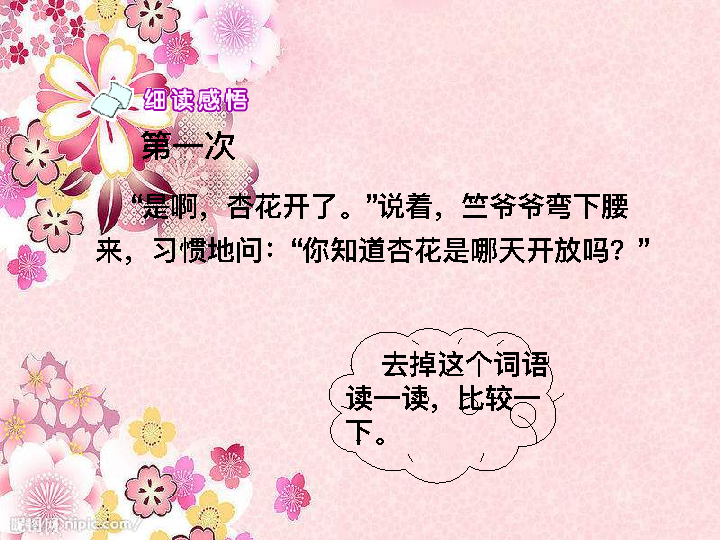 细读感悟
第一次
“是啊，杏花开了。”说着，竺爷爷弯下腰
来，习惯地问：“你知道杏花是哪天开放吗？”
去掉这个词语
读一读，比较一
下。
昵图网 nipic.com/